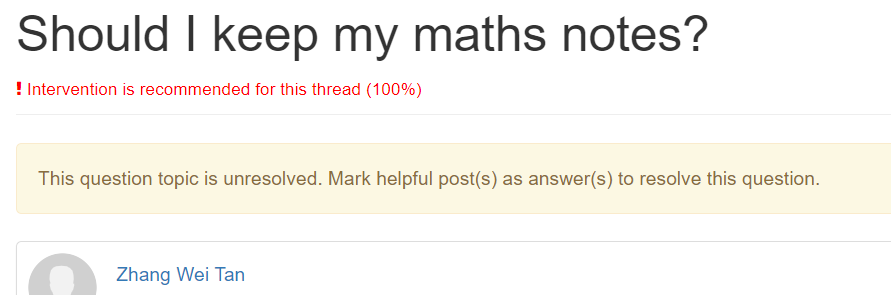 Should I keep my maths notes?
! Intervention is recommended for this thread (100%)
This question topic is unresolved. Mark helpful post(s) as answer(s) to resolve this question.
Zhang Wei Tan